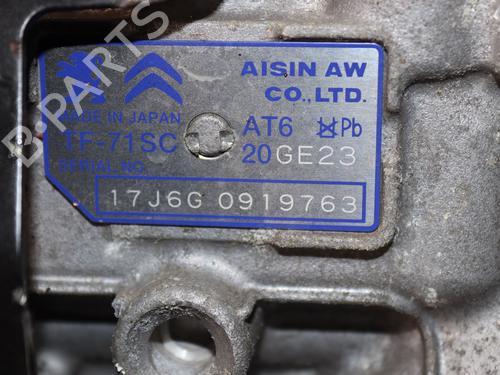 B-PARTS
AISIN AW
CO., LTD.
MADE IN JAPAN
TF-71SC
AT6 Pb
SERIAL NO.
20GE23
17J6G 0919763